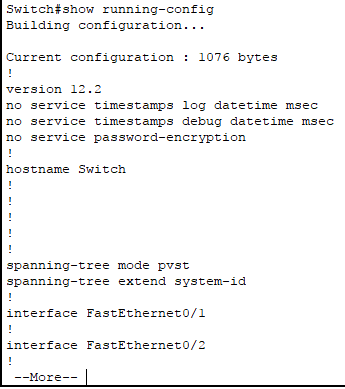 Switch#show running-config
Building configuration...
Current configuration : 1076 bytes
!
version 12.2
no service timestamps log datetime msec
no service timestamps debug datetime msec
no service password-encryption
!
hostname Switch
!
!
!
!
!
spanning-tree mode pvst
spanning-tree extend system-id
!
interface FastEthernet0/1
!
interface FastEthernet0/2
!
--More--